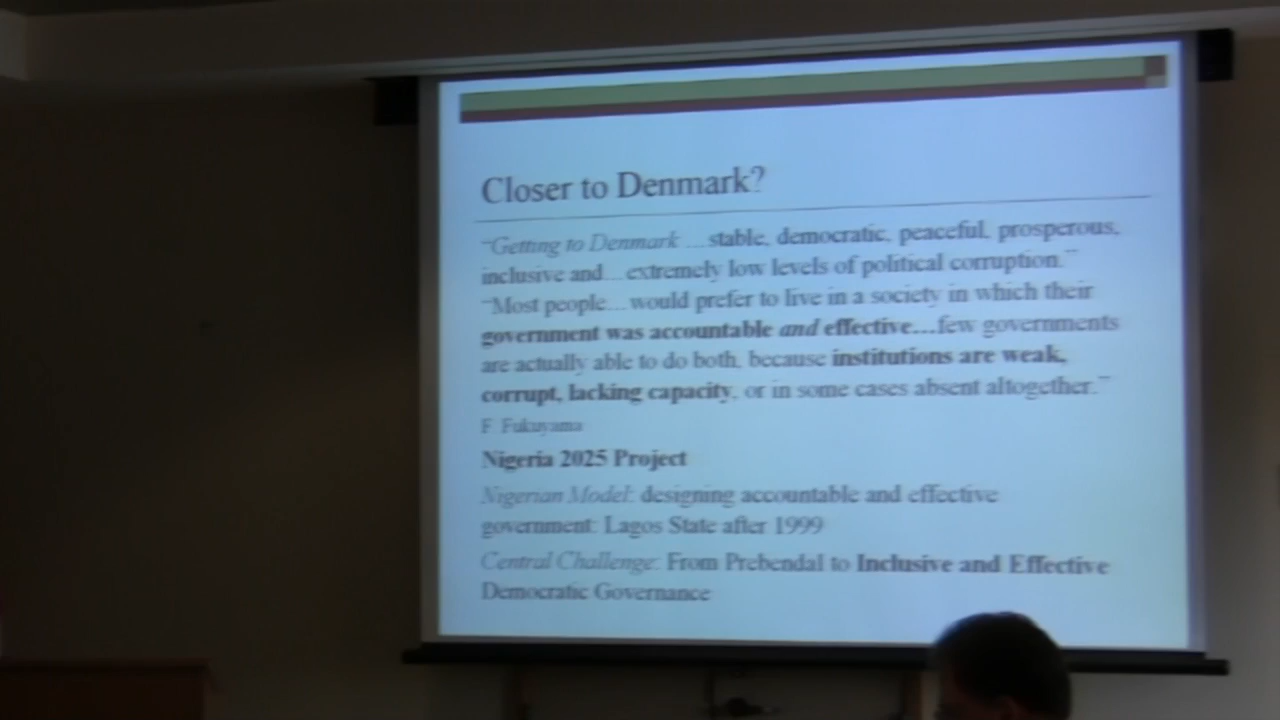 Closer to Denmark?
“Getting to Denmark ...stable, democratic, peaceful, prosperous,
inclusive and...extremely low levels of political corruption.”
“Most people...would prefer to live in a society in which their
government was accountable and effective...few governments
are actually able to do both, because institutions are weak,
corrupt, lacking capacity, or in some cases absent altogether.”
F. Fukuyama
Nigeria 2025 Project
Nigerian Model: designing accountable and effective
government: Lagos State after 1999
Central Challenge: From Prebendal to Inclusive and Effective
Democratic Governance